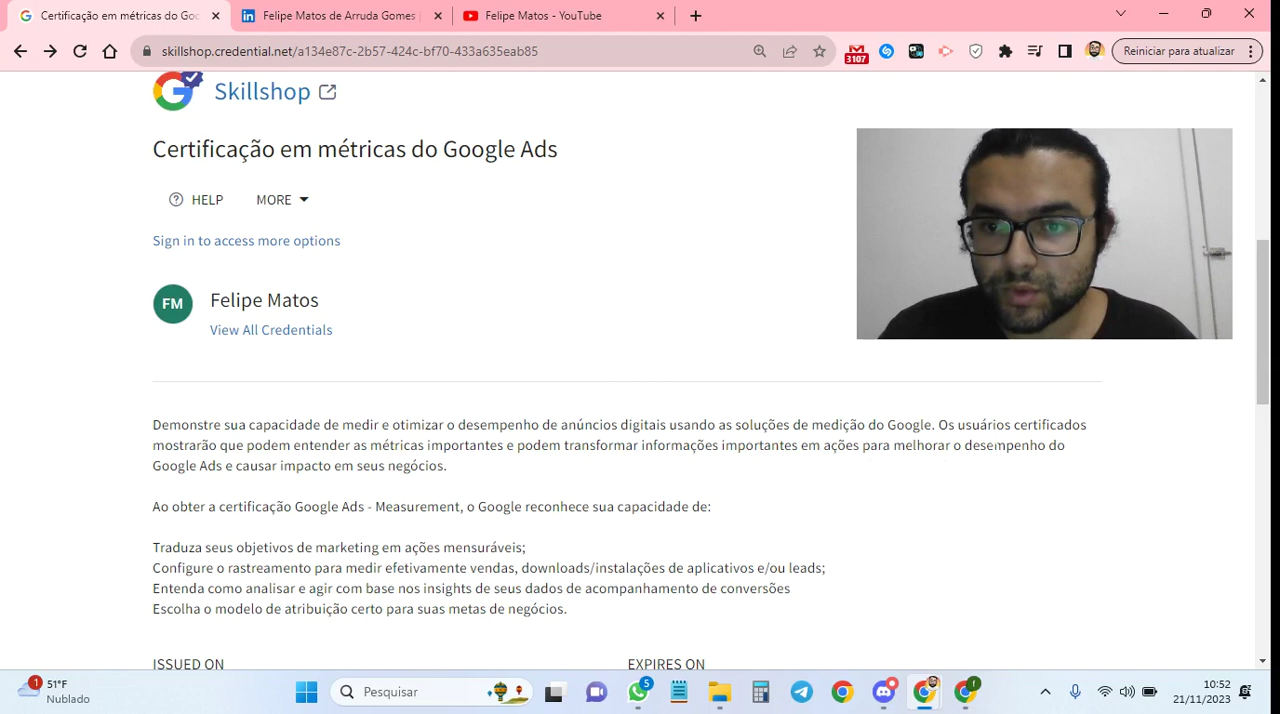 Certificação em métricas do Goo
Felipe Matos de Arruda Gomes |
Felipe Matos - YouTube
skillshop.credential.net/a134e87c-2b57-424c-bf70-433a635eab85
3107
Reiniciar para atualizar
Skillshop
Certificação em métricas do Google Ads
HELP
MORE
Sign in to access more options
FM
Felipe Matos
View All Credentials
Demonstre sua capacidade de medir e otimizar o desempenho de anúncios digitais usando as soluções de medição do Google. Os usuários certificados
mostrarão que podem entender as métricas importantes e podem transformar informações importantes em ações para melhorar o desempenho do
Google Ads e causar impacto em seus negócios.
Ao obter a certificação Google Ads - Measurement, o Google reconhece sua capacidade de:
Traduza seus objetivos de marketing em ações mensuráveis;
Configure o rastreamento para medir efetivamente vendas, downloads/instalações de aplicativos e/ou leads;
Entenda como analisar e agir com base nos insights de seus dados de acompanhamento de conversões
Escolha o modelo de atribuição certo para suas metas de negócios.
ISSUED ON
EXPIRES ON
1
51°F
Nublado
Pesquisar
5
f
10:52
21/11/2023